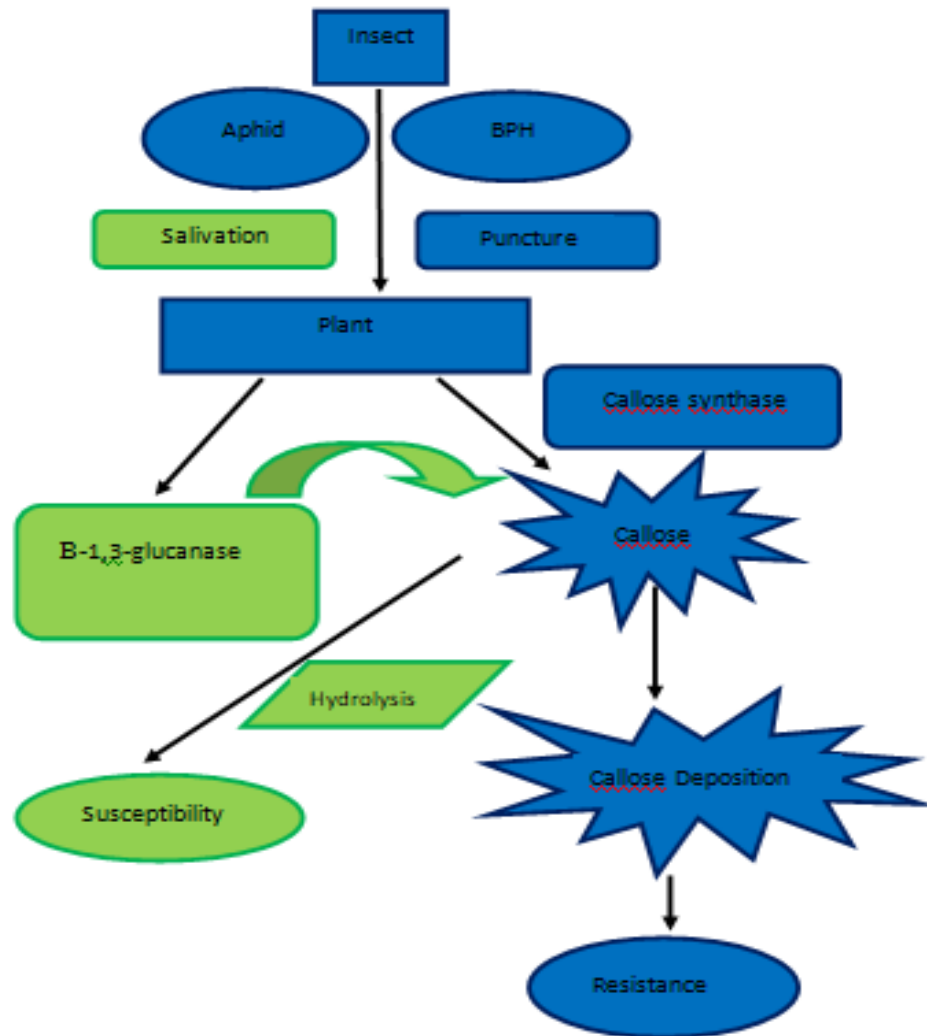 Insect
Aphid
BPH
Salivation
Puncture
Plant
Callose synthase
B-1,3-glucanase
Callose
Hydrolysis
Callose Deposition
Susceptibility
Resistance